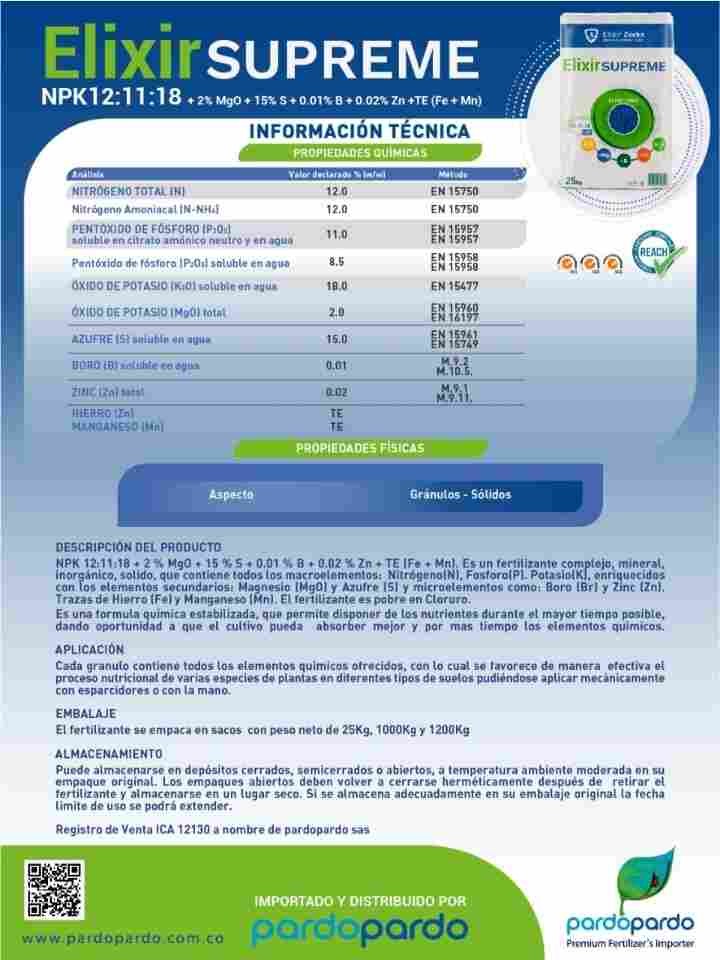 ElixirSUPREME
NPK12:11:18 + 2% MgO + 15% S + 0.01% B + 0.02% Zn +TE (Fe + Mn)
Elixir Zeeks
ElixirSUPREME
25Kg
INFORMACIÓN TÉCNICA
PROPIEDADES QUÍMICAS
Análisis Valor declarado % (m/m) Método
NITRÓGENO TOTAL (N) 12.0 EN 15750
Nitrógeno Amoniacal (N-NH₄) 12.0 EN 15750
PENTÓXIDO DE FÓSFORO (P₂O₅) 11.0 EN 15957
soluble en citrato amónico neutro y en agua EN 15957
Pentóxido de fósforo (P₂O₅) soluble en agua 8.5 EN 15958
EN 15958
ÓXIDO DE POTASIO (K₂O) soluble en agua 18.0 EN 15477
ÓXIDO DE POTASIO (MgO) total 2.0 EN 15960
EN 16197
AZUFRE (S) soluble en agua 15.0 EN 15961
EN 15749
BORO (B) soluble en agua 0.01 M.9.2
M.10.5.
ZINC (Zn) total 0.02 M.9.1
M.9.11.
HIERRO (Zn) TE
MANGANESO (Mn) TE
REACH
PROPIEDADES FÍSICAS
Aspecto Gránulos - Sólidos
DESCRIPCIÓN DEL PRODUCTO
NPK 12:11:18 + 2 % MgO + 15 % S + 0.01 % B + 0.02 % Zn + TE (Fe + Mn). Es un fertilizante complejo, mineral,
inorgánico, solido, que contiene todos los macroelementos: Nitrógeno(N), Fosforo(P). Potasio(K), enriquecidos
con los elementos secundarios: Magnesio (MgO) y Azufre (S) y microelementos como: Boro (Br) y Zinc (Zn).
Trazas de Hierro (Fe) y Manganeso (Mn). El fertilizante es pobre en Cloruro.
Es una formula química estabilizada, que permite disponer de los nutrientes durante el mayor tiempo posible,
dando oportunidad a que el cultivo pueda absorber mejor y por mas tiempo los elementos químicos.
APLICACIÓN
Cada granulo contiene todos los elementos químicos ofrecidos, con lo cual se favorece de manera efectiva el
proceso nutricional de varias especies de plantas en diferentes tipos de suelos pudiéndose aplicar mecánicamente
con esparcidores o con la mano.
EMBALAJE
El fertilizante se empaca en sacos con peso neto de 25Kg, 1000Kg y 1200Kg
ALMACENAMIENTO
Puede almacenarse en depósitos cerrados, semicerrados o abiertos, a temperatura ambiente moderada en su
empaque original. Los empaques abiertos deben volver a cerrarse herméticamente después de retirar el
fertilizante y almacenarse en un lugar seco. Si se almacena adecuadamente en su embalaje original la fecha
limite de uso se podrá extender.
Registro de Venta ICA 12130 a nombre de pardopardo sas
www.pardopardo.com.co
IMPORTADO Y DISTRIBUIDO POR
pardopardo
pardopardo
Premium Fertilizer's Importer